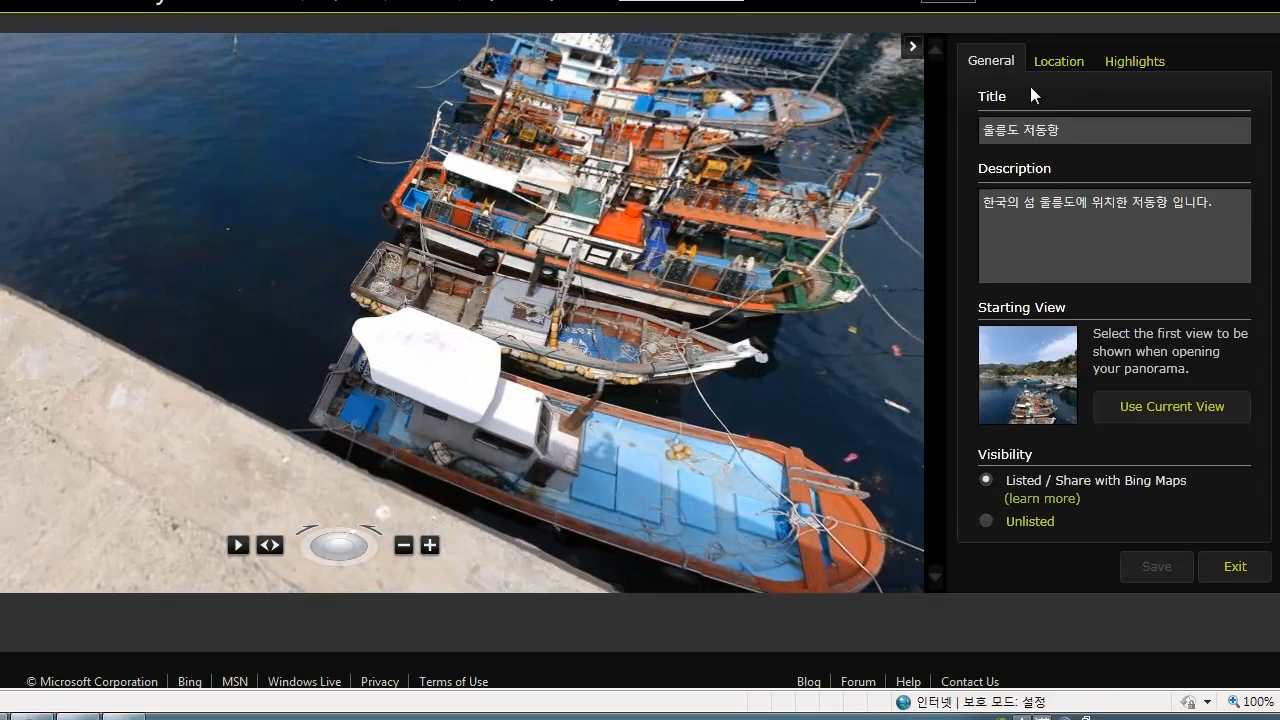 General Location Highlights
Title
울릉도 저동항
Description
한국의 섬 울릉도에 위치한 저동항 입니다.
Starting View
Select the first view to be
shown when opening
your panorama.
Use Current View
Visibility
Listed / Share with Bing Maps
(learn more)
Unlisted
Save Exit
© Microsoft Corporation Bing MSN Windows Live Privacy Terms of Use Blog Forum Help Contact Us
인터넷 | 보호 모드: 설정 100%